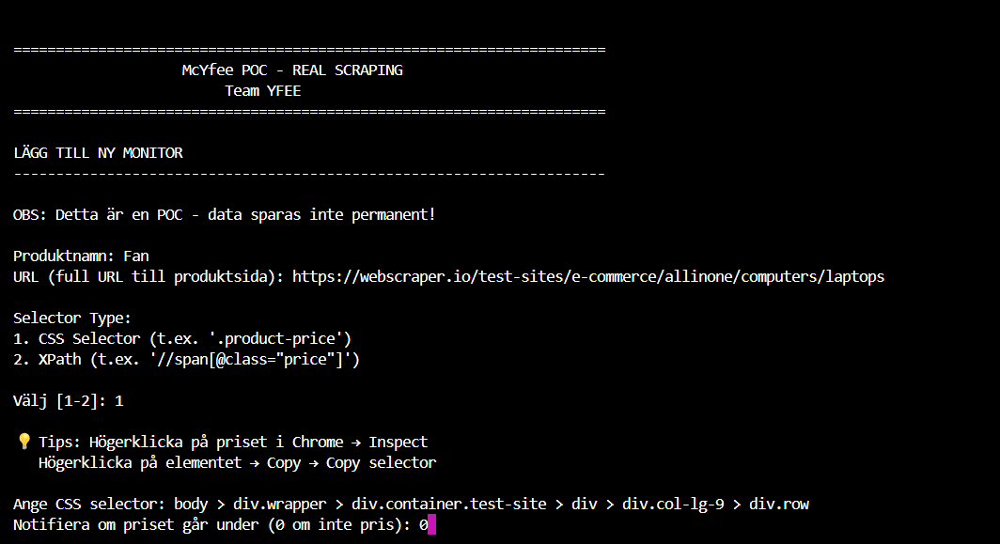 ======================================================================
McYfee POC - REAL SCRAPING
Team YFEE
======================================================================
LÄGG TILL NY MONITOR
----------------------------------------------------------------------
OBS: Detta är en POC - data sparas inte permanent!
Produktnamn: Fan
URL (full URL till produktsida): https://webscraper.io/test-sites/e-commerce/allinone/computers/laptops
Selector Type:
1. CSS Selector (t.ex. '.product-price')
2. XPath (t.ex. '//span[@class="price"]')
Välj [1-2]: 1
💡 Tips: Högerklicka på priset i Chrome → Inspect
Högerklicka på elementet → Copy → Copy selector
Ange CSS selector: body > div.wrapper > div.container.test-site > div > div.col-lg-9 > div.row
Notifiera om priset går under (0 om inte pris): 0